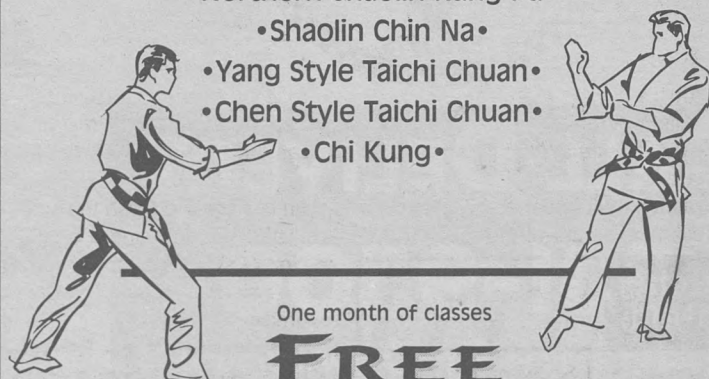 •Shaolin Chin Na•
•Yang Style Taichi Chuan•
•Chen Style Taichi Chuan•
•Chi Kung•
One month of classes
FREE